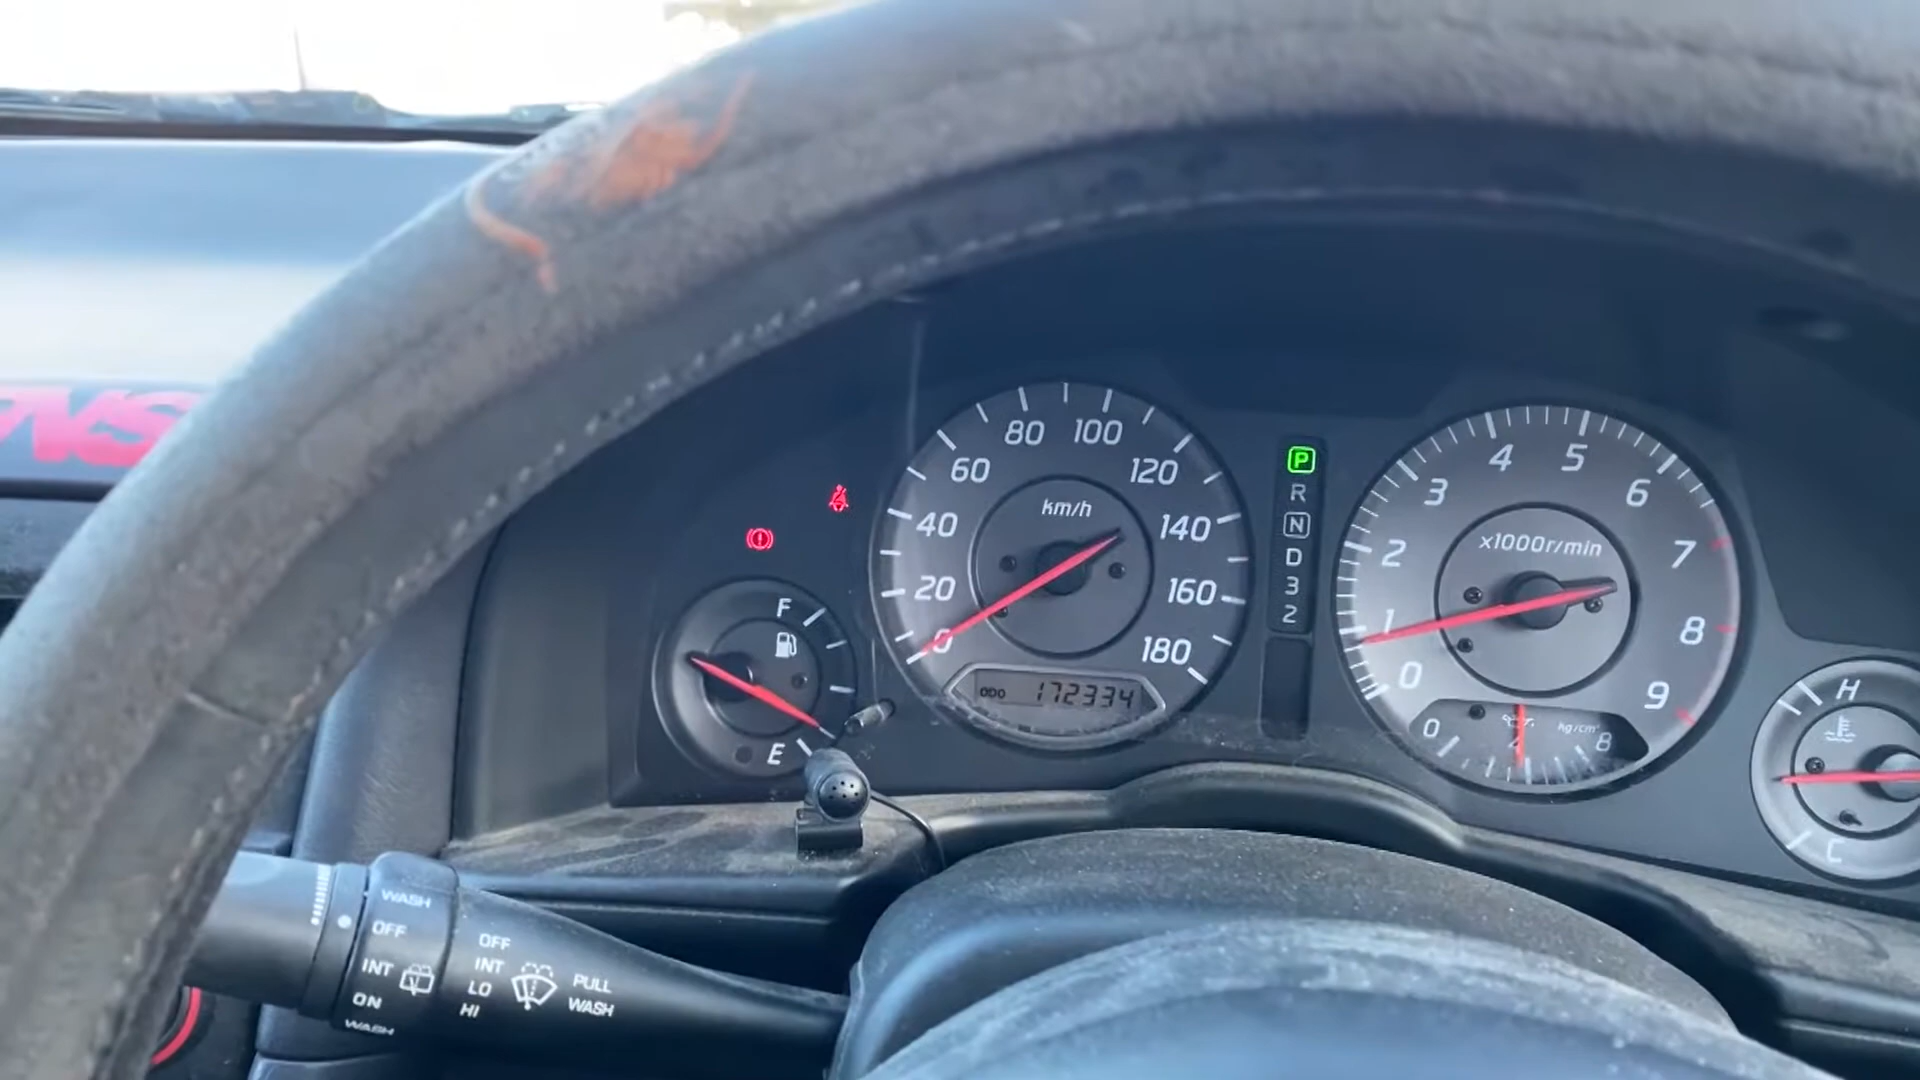 NS
F
E
0
20
40
60
80
100
120
140
160
180
km/h
ODO 172334
P
R
N
D
3
2
0
1
2
3
4
5
6
7
8
9
x1000r/min
0
kg/cm²
8
H
C
WASH
OFF
INT
ON
WASH
OFF
INT
LO
HI
PULL
WASH